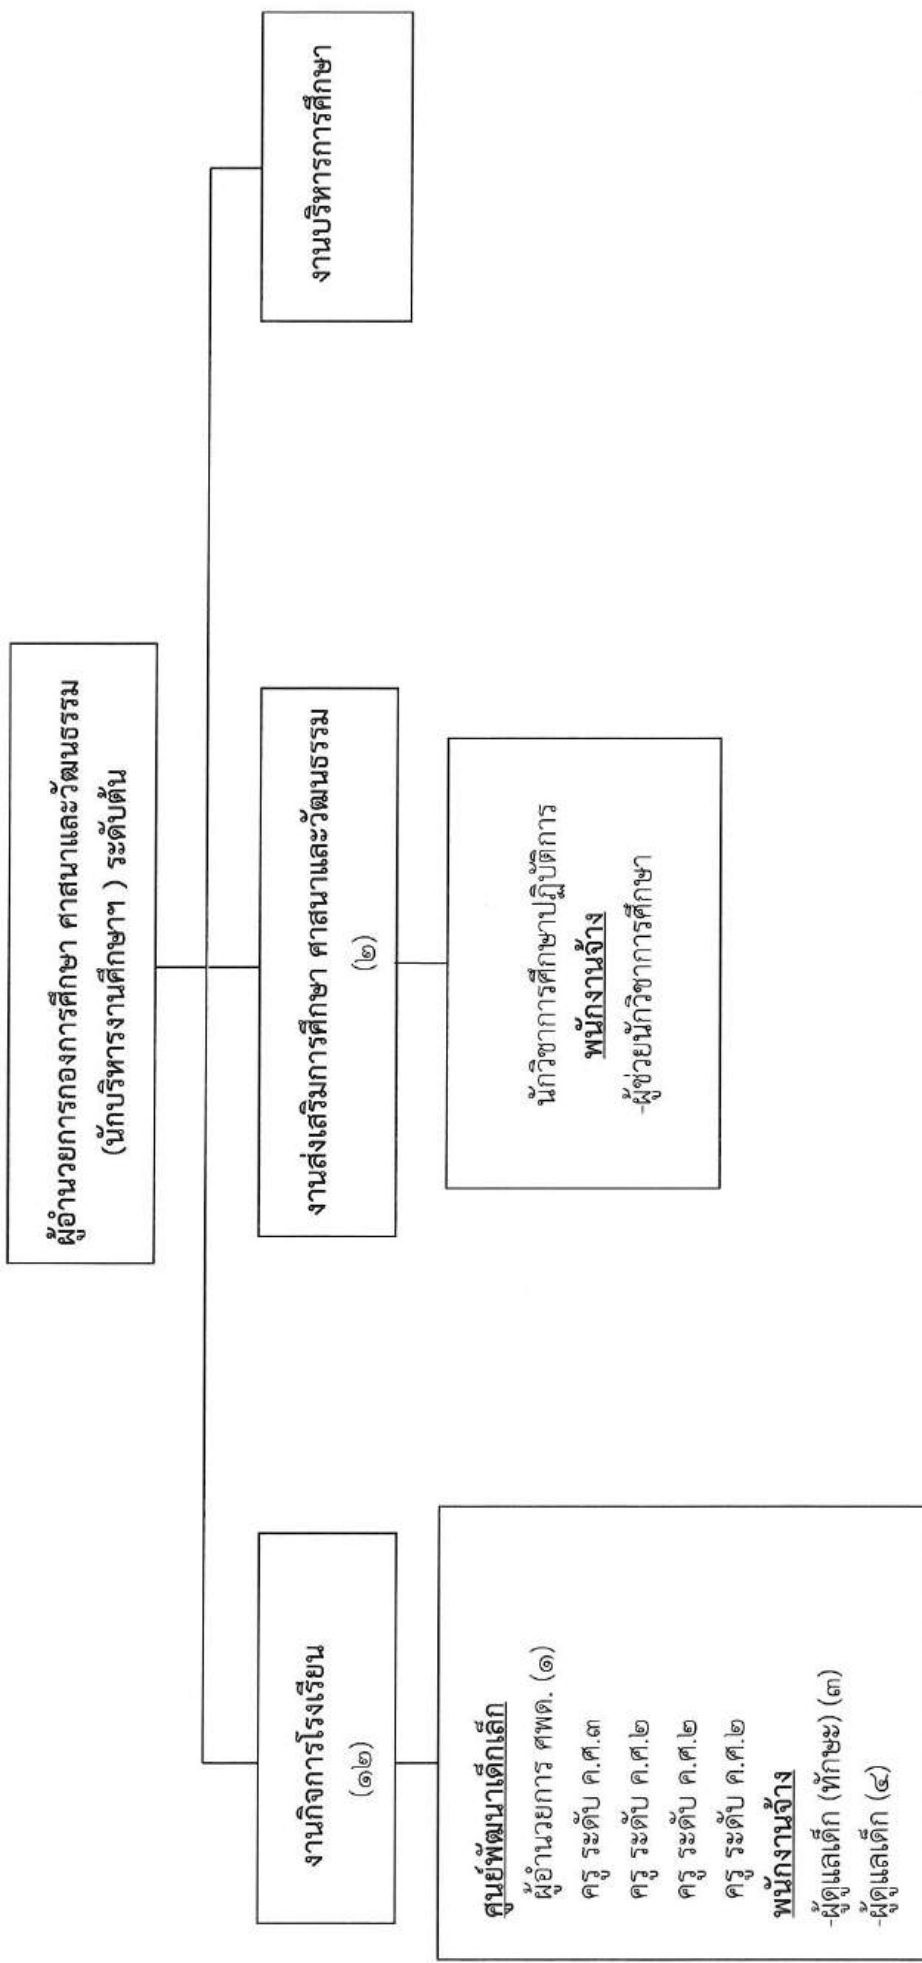 ผู้อำนวยการกองการศึกษา ศาสนาและวัฒนธรรม
(นักบริหารงานศึกษาฯ ) ระดับต้น
งานกิจการโรงเรียน
(๑๒)
งานส่งเสริมการศึกษา ศาสนาและวัฒนธรรม
(๒)
งานบริหารการศึกษา
ศูนย์พัฒนาเด็กเล็ก
ผู้อำนวยการ ศพด. (๑)
ครู ระดับ ค.ศ.๓
ครู ระดับ ค.ศ.๒
ครู ระดับ ค.ศ.๒
ครู ระดับ ค.ศ.๒
พนักงานจ้าง
-ผู้ดูแลเด็ก (ทักษะ) (๓)
-ผู้ดูแลเด็ก (๔)
นักวิชาการศึกษาปฏิบัติการ
พนักงานจ้าง
-ผู้ช่วยนักวิชาการศึกษา